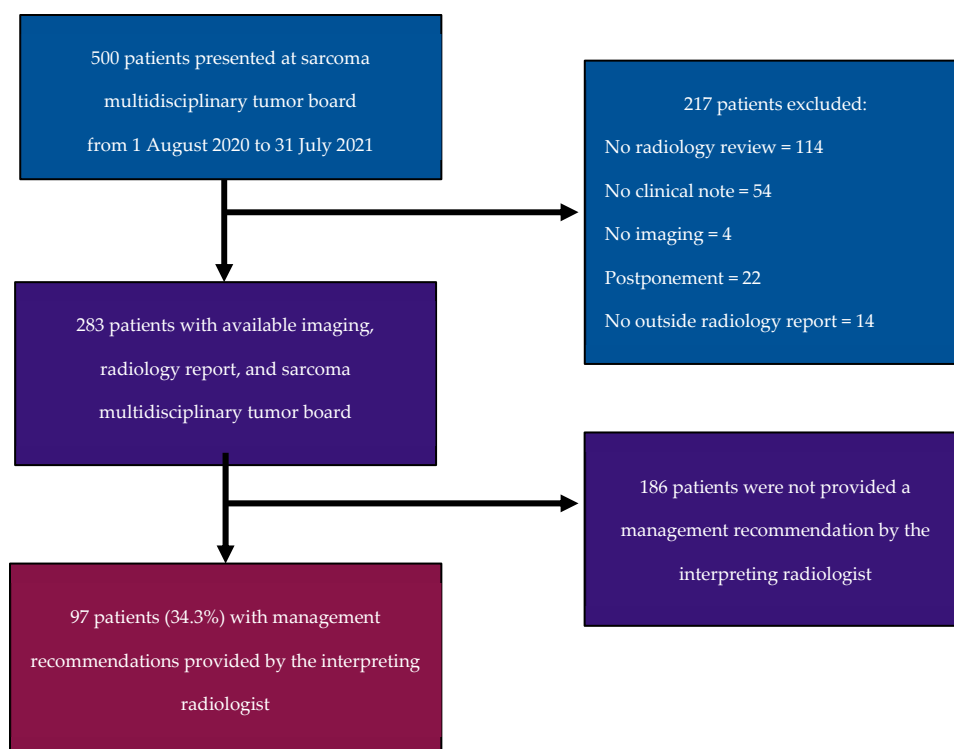 500 patients presented at sarcoma
multidisciplinary tumor board
from 1 August 2020 to 31 July 2021
217 patients excluded:
No radiology review = 114
No clinical note = 54
No imaging = 4
Postponement = 22
No outside radiology report = 14
283 patients with available imaging,
radiology report, and sarcoma
multidisciplinary tumor board
186 patients were not provided a
management recommendation by the
interpreting radiologist
97 patients (34.3%) with management
recommendations provided by the interpreting
radiologist